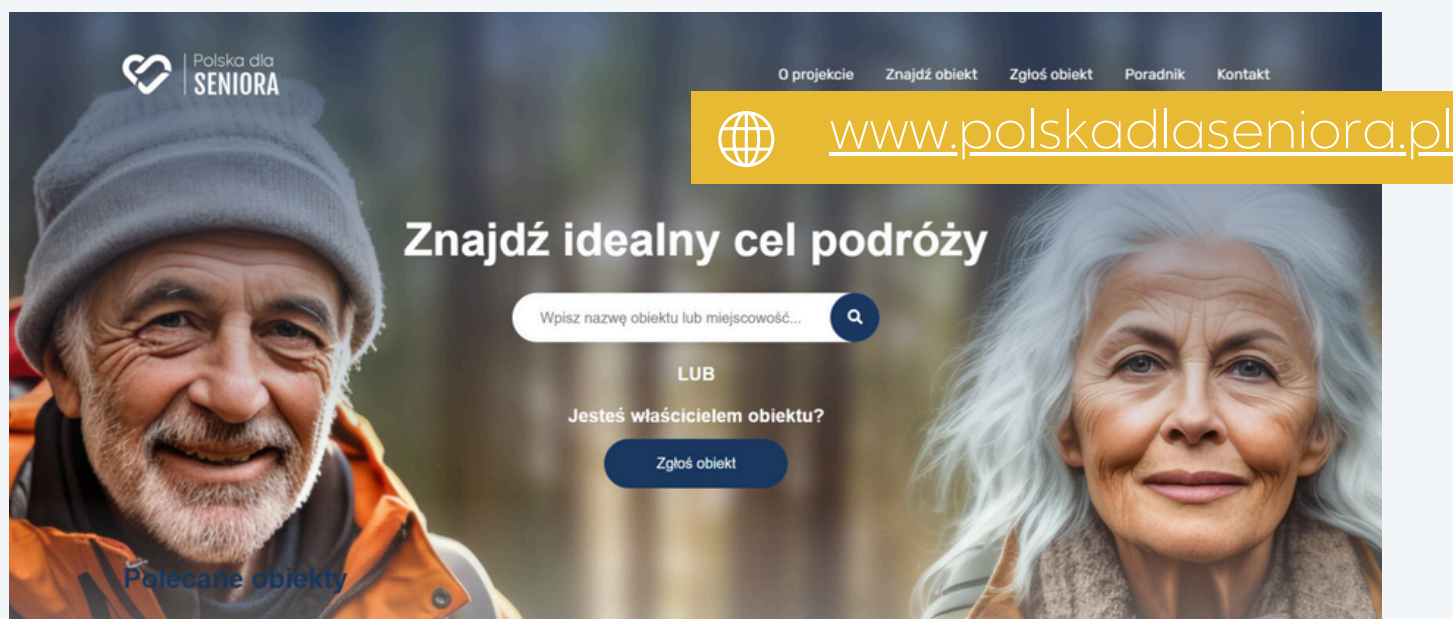 Polska dla
SENIORA
O projekcie Znajdź obiekt Zgłoś obiekt Poradnik Kontakt
www.polskadlaseniora.pl
Znajdź idealny cel podróży
Wpisz nazwę obiektu lub miejscowość...
LUB
Jesteś właścicielem obiektu?
Zgłoś obiekt
Polecane obiekty